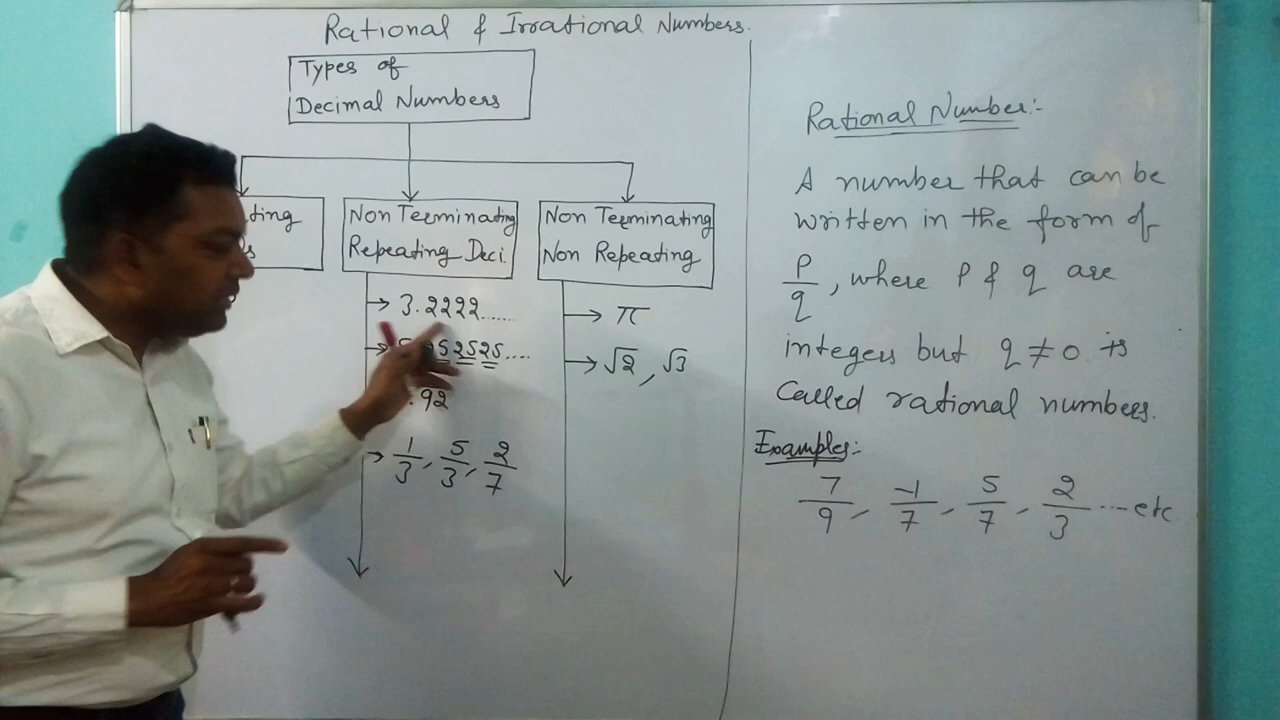 Rational & Irrational Numbers.
Types of
Decimal Numbers
Non Terminating
Repeating Deci.
Non Terminating
Non Repeating
3.2222......
252525....
.92
1/3, 5/3, 2/7
π
√2, √3
Rational Number:-
A number that can be
written in the form of
P/q, where P & q are
integers but q ≠ 0 is
Called rational numbers.
Examples:-
7/9, -1/7, 5/7, 2/3 ....etc